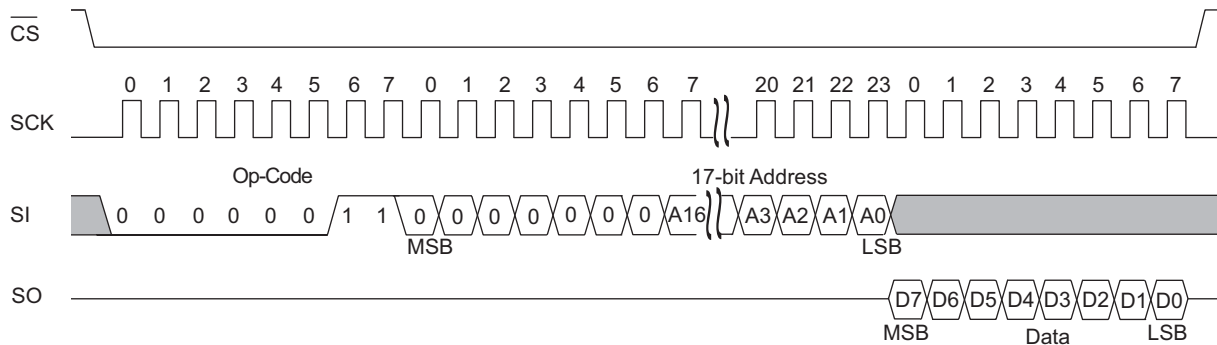 CS
0 1 2 3 4 5 6 7 0 1 2 3 4 5 6 7 20 21 22 23 0 1 2 3 4 5 6 7
SCK
Op-Code 17-bit Address
SI 0 0 0 0 0 0 1 1 0 0 0 0 0 0 0 A16 A3 A2 A1 A0
MSB LSB
SO D7 D6 D5 D4 D3 D2 D1 D0
MSB Data LSB